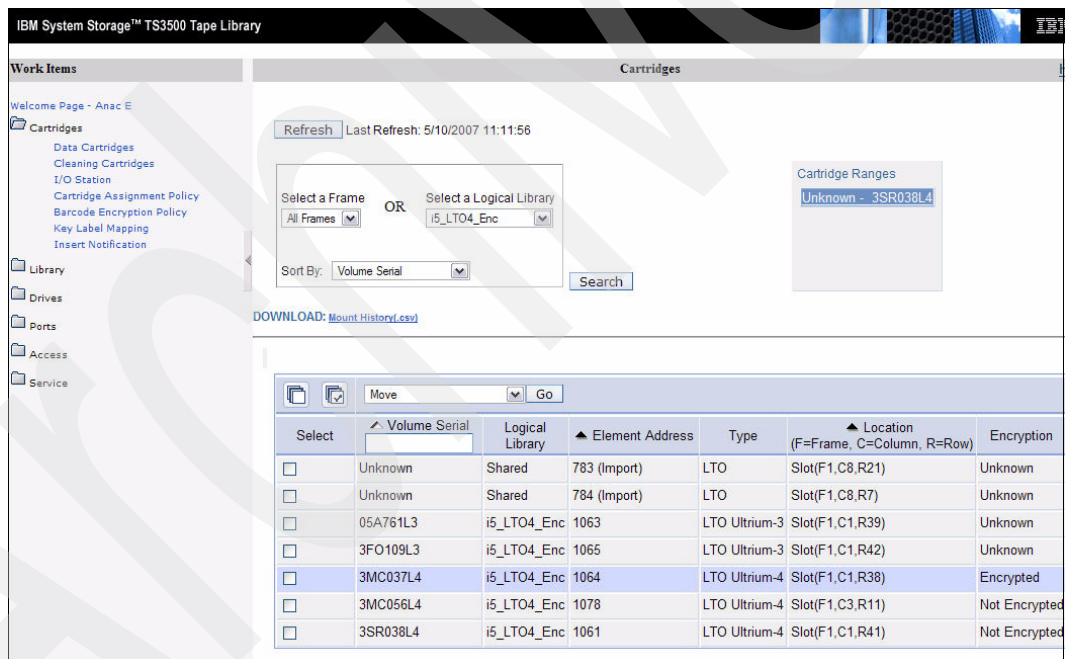 IBM System Storage™ TS3500 Tape Library
IBM
Work Items
Cartridges
Welcome Page - Anac E
Cartridges
Data Cartridges
Cleaning Cartridges
I/O Station
Cartridge Assignment Policy
Barcode Encryption Policy
Key Label Mapping
Insert Notification
Library
Drives
Ports
Access
Service
Refresh Last Refresh: 5/10/2007 11:11:56
Select a Frame OR Select a Logical Library
All Frames i5_LTO4_Enc
Sort By: Volume Serial
Search
Cartridge Ranges
Unknown - 3SR038L4
DOWNLOAD: Mount History(.csv)
Move Go
Select Volume Serial Logical Library Element Address Type Location (F=Frame, C=Column, R=Row) Encryption
Unknown Shared 783 (Import) LTO Slot(F1,C8,R21) Unknown
Unknown Shared 784 (Import) LTO Slot(F1,C8,R7) Unknown
05A761L3 i5_LTO4_Enc 1063 LTO Ultrium-3 Slot(F1,C1,R39) Unknown
3FO109L3 i5_LTO4_Enc 1065 LTO Ultrium-3 Slot(F1,C1,R42) Unknown
3MC037L4 i5_LTO4_Enc 1064 LTO Ultrium-4 Slot(F1,C1,R38) Encrypted
3MC056L4 i5_LTO4_Enc 1078 LTO Ultrium-4 Slot(F1,C3,R11) Not Encrypted
3SR038L4 i5_LTO4_Enc 1061 LTO Ultrium-4 Slot(F1,C1,R41) Not Encrypted